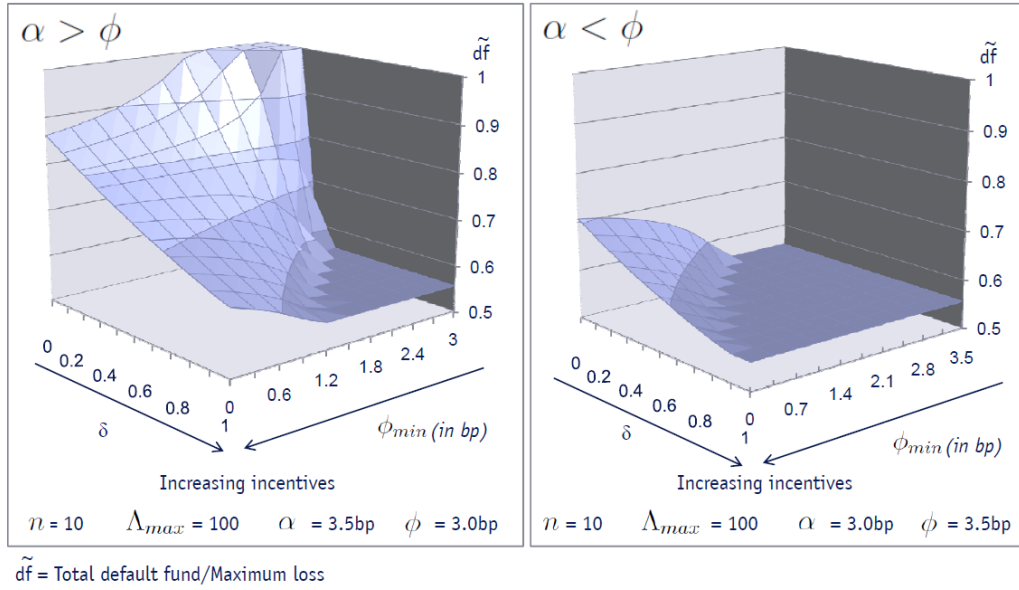 α > ϕ
d̃f
1
0.9
0.8
0.7
0.6
0.5
0
0.2
0.4
0.6
0.8
1
δ
0
0.6
1.2
1.8
2.4
3
ϕmin (in bp)
Increasing incentives
n = 10 Λmax = 100 α = 3.5bp ϕ = 3.0bp
α < ϕ
d̃f
1
0.9
0.8
0.7
0.6
0.5
0
0.2
0.4
0.6
0.8
1
δ
0
0.7
1.4
2.1
2.8
3.5
ϕmin (in bp)
Increasing incentives
n = 10 Λmax = 100 α = 3.0bp ϕ = 3.5bp
d̃f = Total default fund/Maximum loss